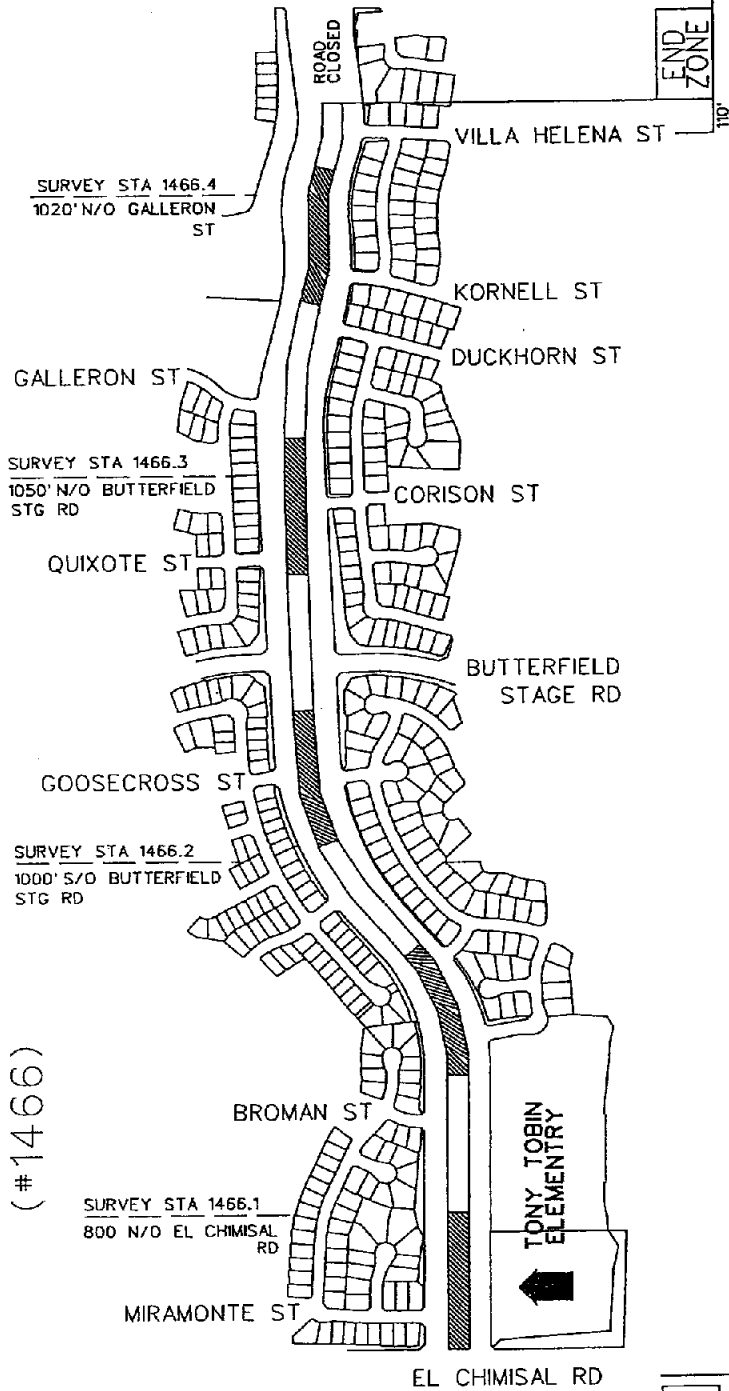 ROAD
CLOSED
END
ZONE
110'
VILLA HELENA ST
SURVEY STA 1466.4
1020' N/O GALLERON
ST
KORNELL ST
DUCKHORN ST
GALLERON ST
SURVEY STA 1466.3
1050' N/O BUTTERFIELD
STG RD
CORISON ST
QUIXOTE ST
BUTTERFIELD
STAGE RD
GOOSECROSS ST
SURVEY STA 1466.2
1000' S/O BUTTERFIELD
STG RD
(#1466)
BROMAN ST
TONY TOBIN
ELEMENTRY
SURVEY STA 1466.1
800 N/O EL CHIMISAL
RD
MIRAMONTE ST
EL CHIMISAL RD